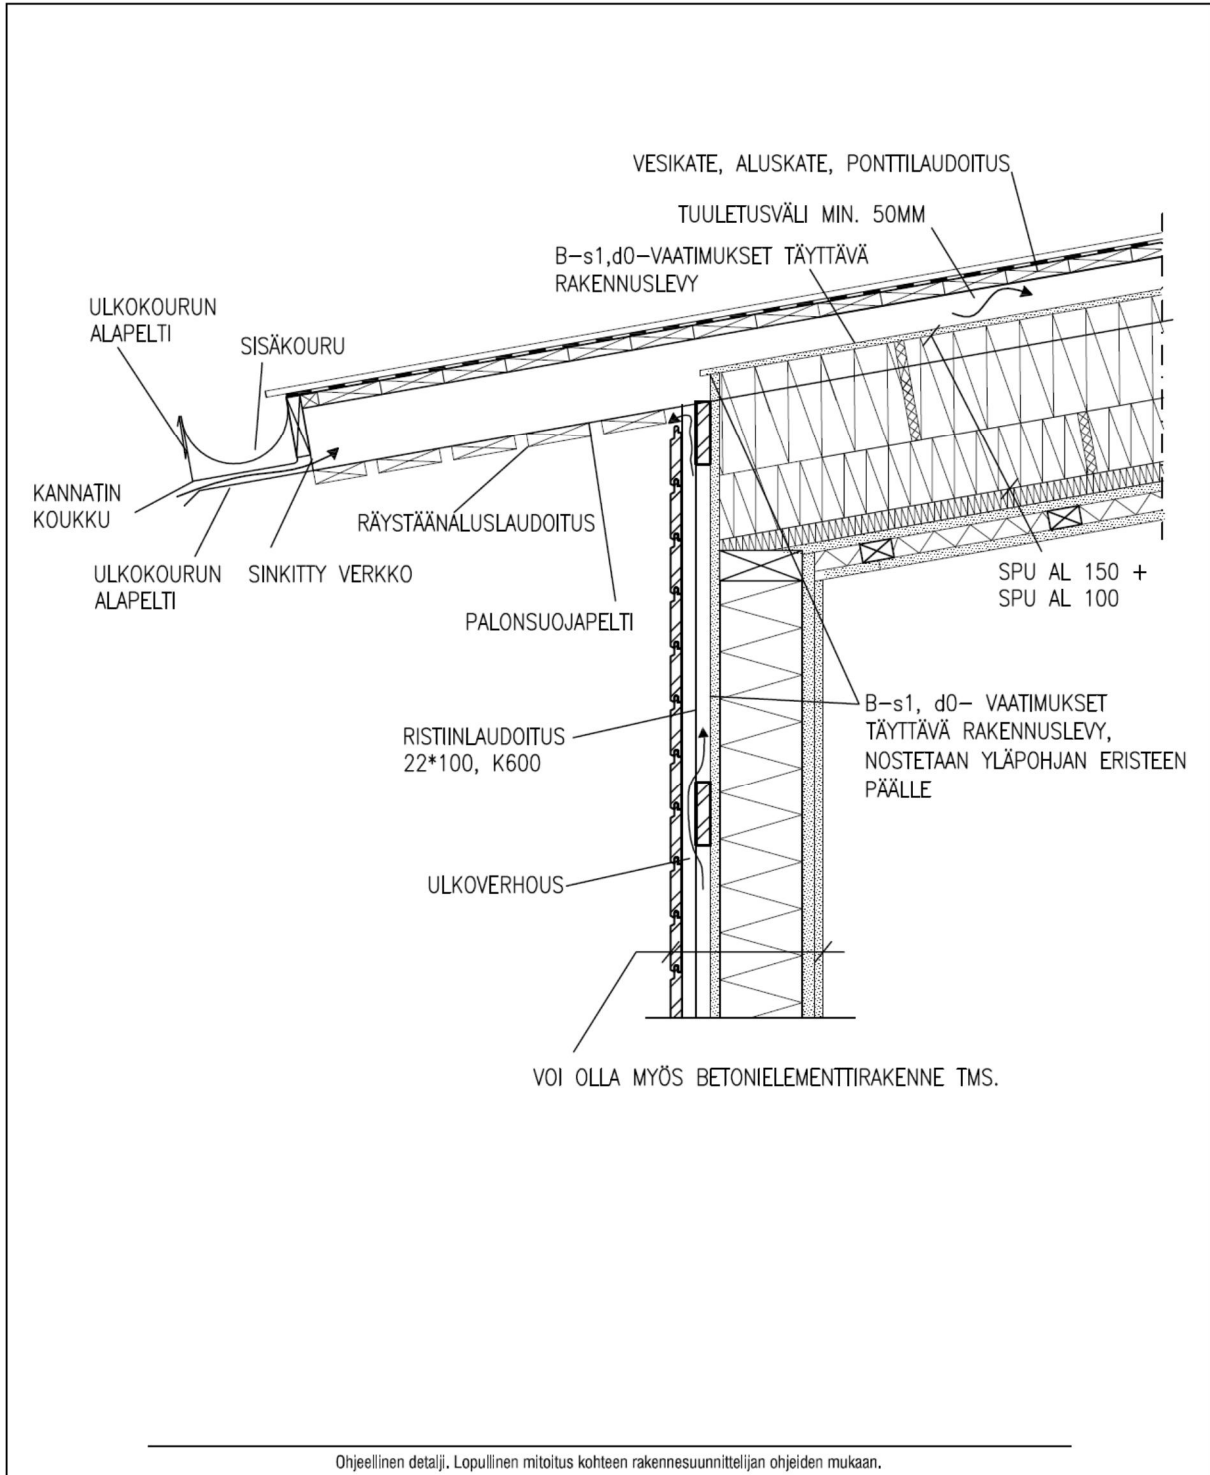 VESIKATE, ALUSKATE, PONTTILAUDOITUS
TUULETUSVÄLI MIN. 50MM
B-s1,d0-VAATIMUKSET TÄYTTÄVÄ
RAKENNUSLEVY
ULKOKOURUN
ALAPELTI
SISÄKOURU
KANNATIN
KOUKKU
RÄYSTÄÄNALUSLAUDOITUS
ULKOKOURUN
ALAPELTI
SINKITTY VERKKO
PALONSUOJAPELTI
SPU AL 150 +
SPU AL 100
RISTIINLAUDOITUS
22*100, K600
B-s1, d0- VAATIMUKSET
TÄYTTÄVÄ RAKENNUSLEVY,
NOSTETAAN YLÄPOHJAN ERISTEEN
PÄÄLLE
ULKOVERHOUS
VOI OLLA MYÖS BETONIELEMENTTIRAKENNE TMS.
Ohjeellinen detalji. Lopullinen mitoitus kohteen rakennesuunnittelijan ohjeiden mukaan.